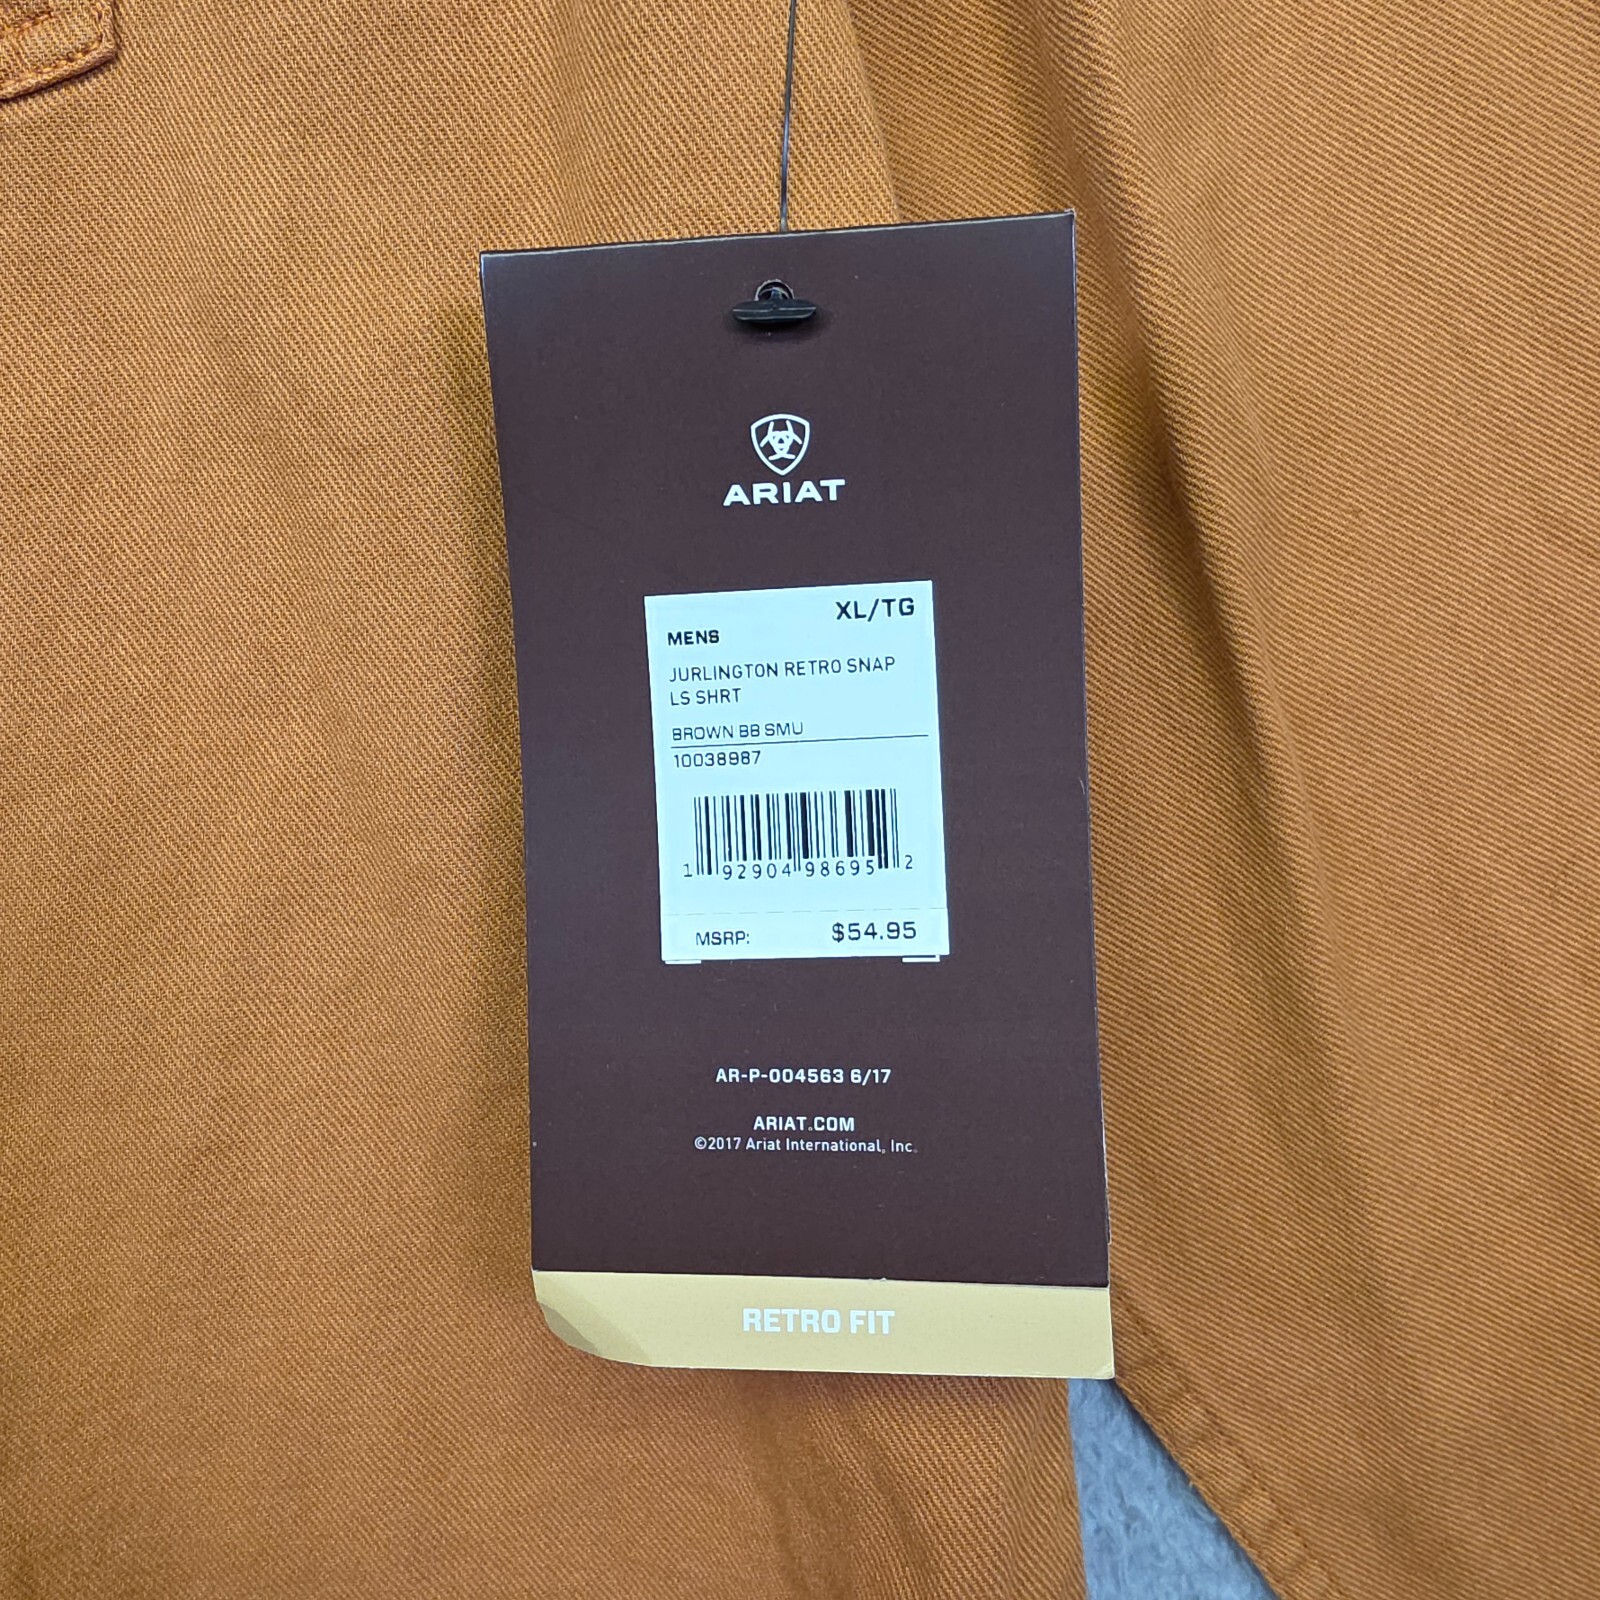 ARIAT
XL/TG
MENS
JURLINGTON RETRO SNAP
LS SHRT
BROWN BB SMU
10038987
1 92904 98695 2
MSRP: $54.95
AR-P-004563 6/17
ARIAT.COM
©2017 Ariat International, Inc.
RETRO FIT